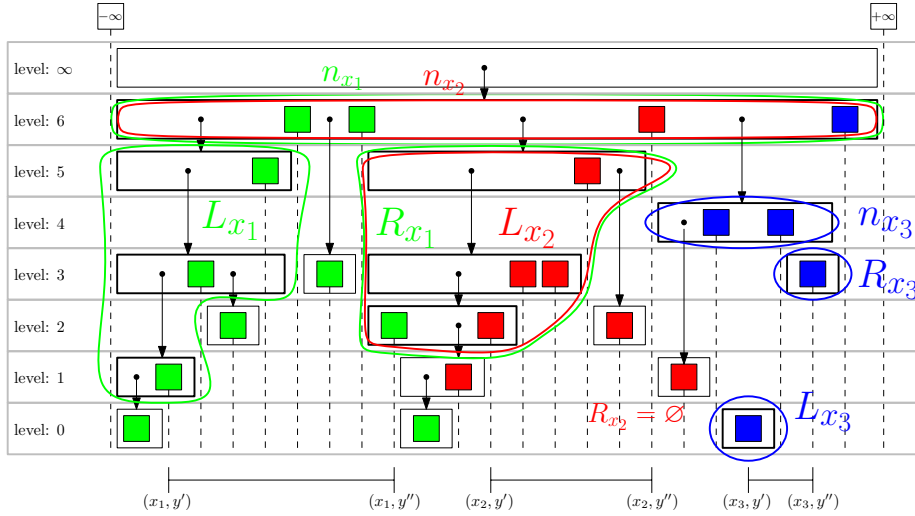 −∞ +∞
level: ∞
n_{x_1} n_{x_2}
level: 6
level: 5
level: 4
L_{x_1} R_{x_1} L_{x_2} n_{x_3}
level: 3
R_{x_3}
level: 2
level: 1
R_{x_2} = ∅ L_{x_3}
level: 0
(x_1, y′) (x_1, y″) (x_2, y′) (x_2, y″) (x_3, y′) (x_3, y″)